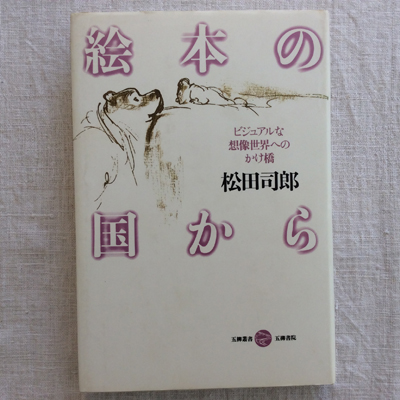 絵本の
国から
ビジュアルな
想像世界への
かけ橋
松田司郎
五柳叢書 五柳書院